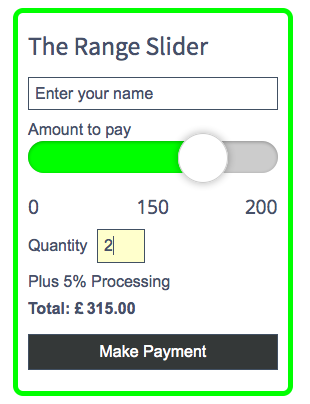 The Range Slider
Enter your name
Amount to pay
0 150 200
Quantity 2
Plus 5% Processing
Total: £ 315.00
Make Payment